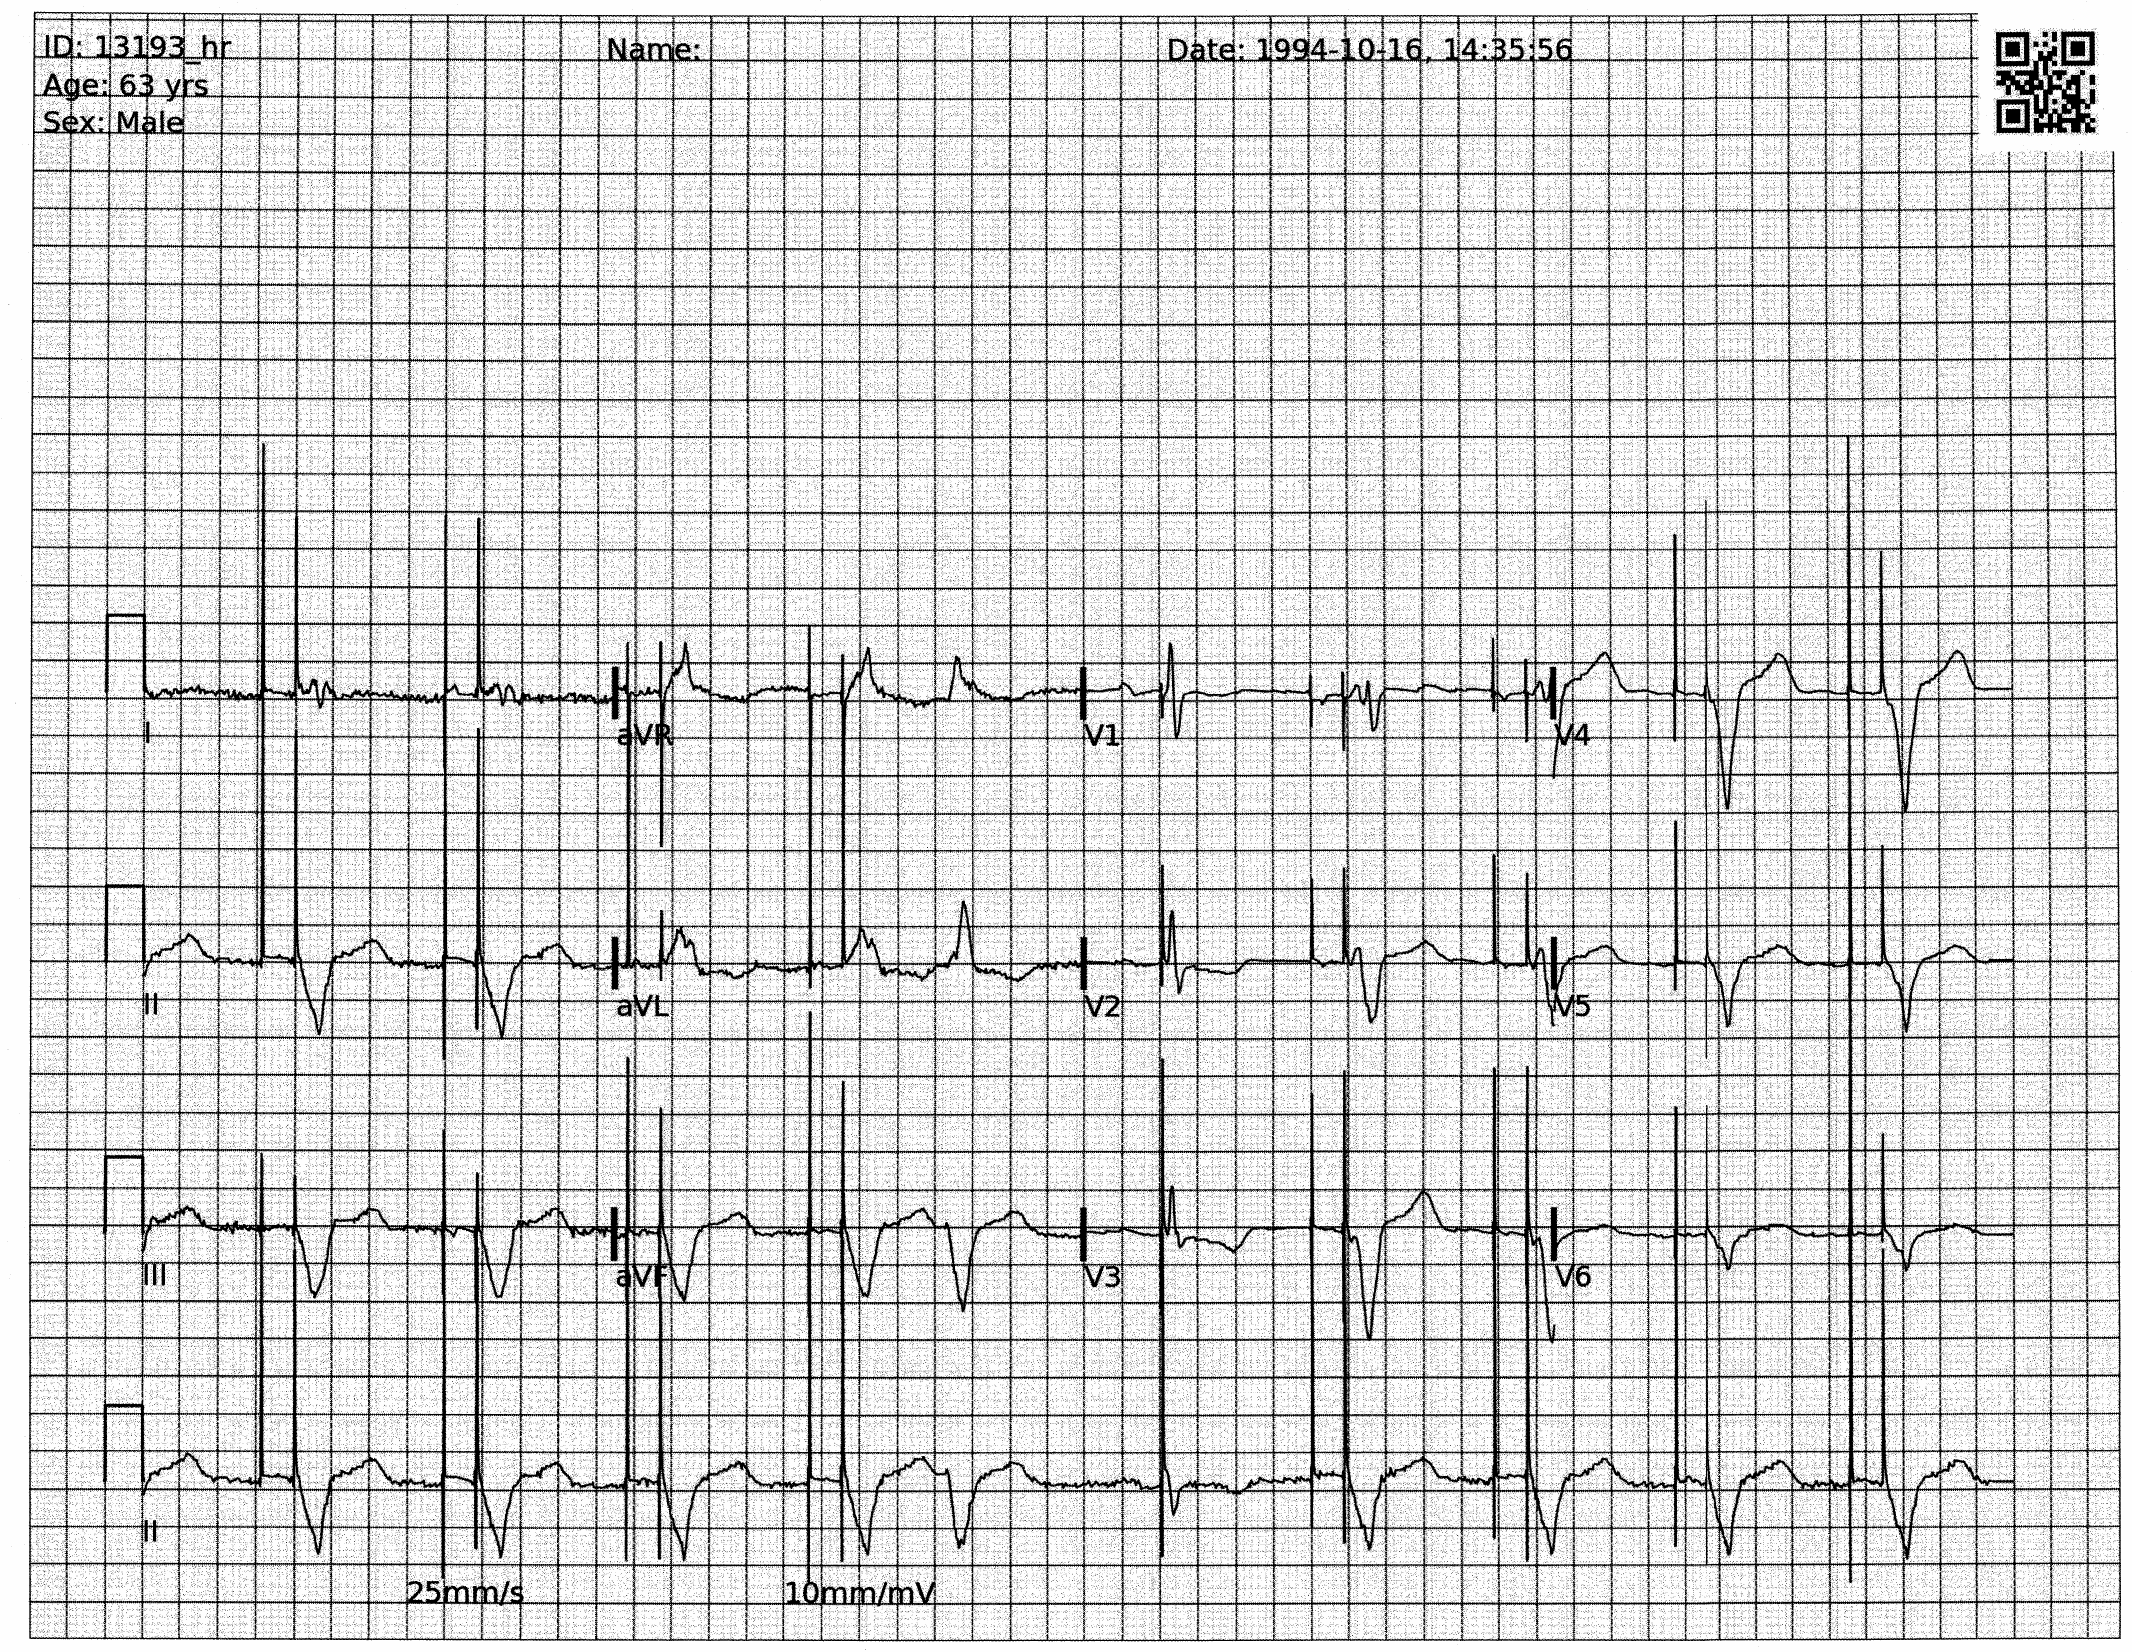 ID: 13193_hr
Name:
Date: 1994-10-16, 14:35:56
Age: 63 yrs
Sex: Male
I
aVR
V1
V4
II
aVL
V2
V5
III
aVF
V3
V6
II
25mm/s
10mm/mV